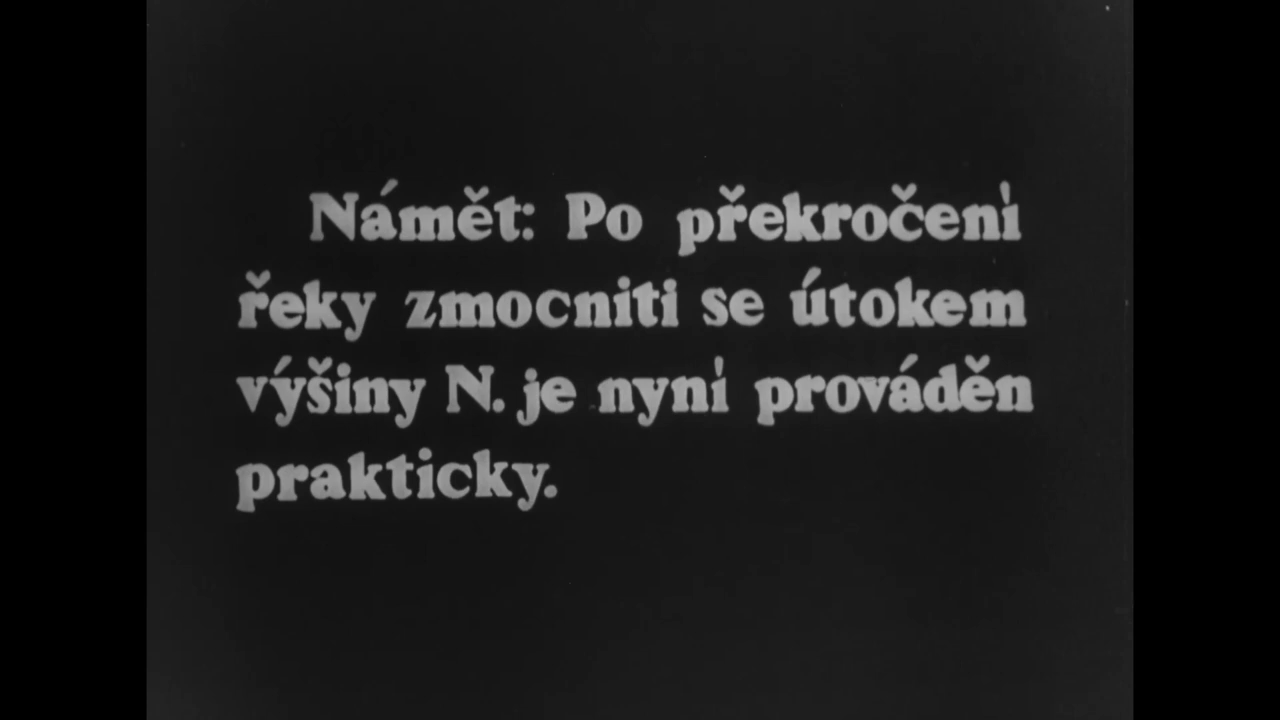 Námět: Po překročení
řeky zmocniti se útokem
výšiny N. je nyní prováděn
prakticky.